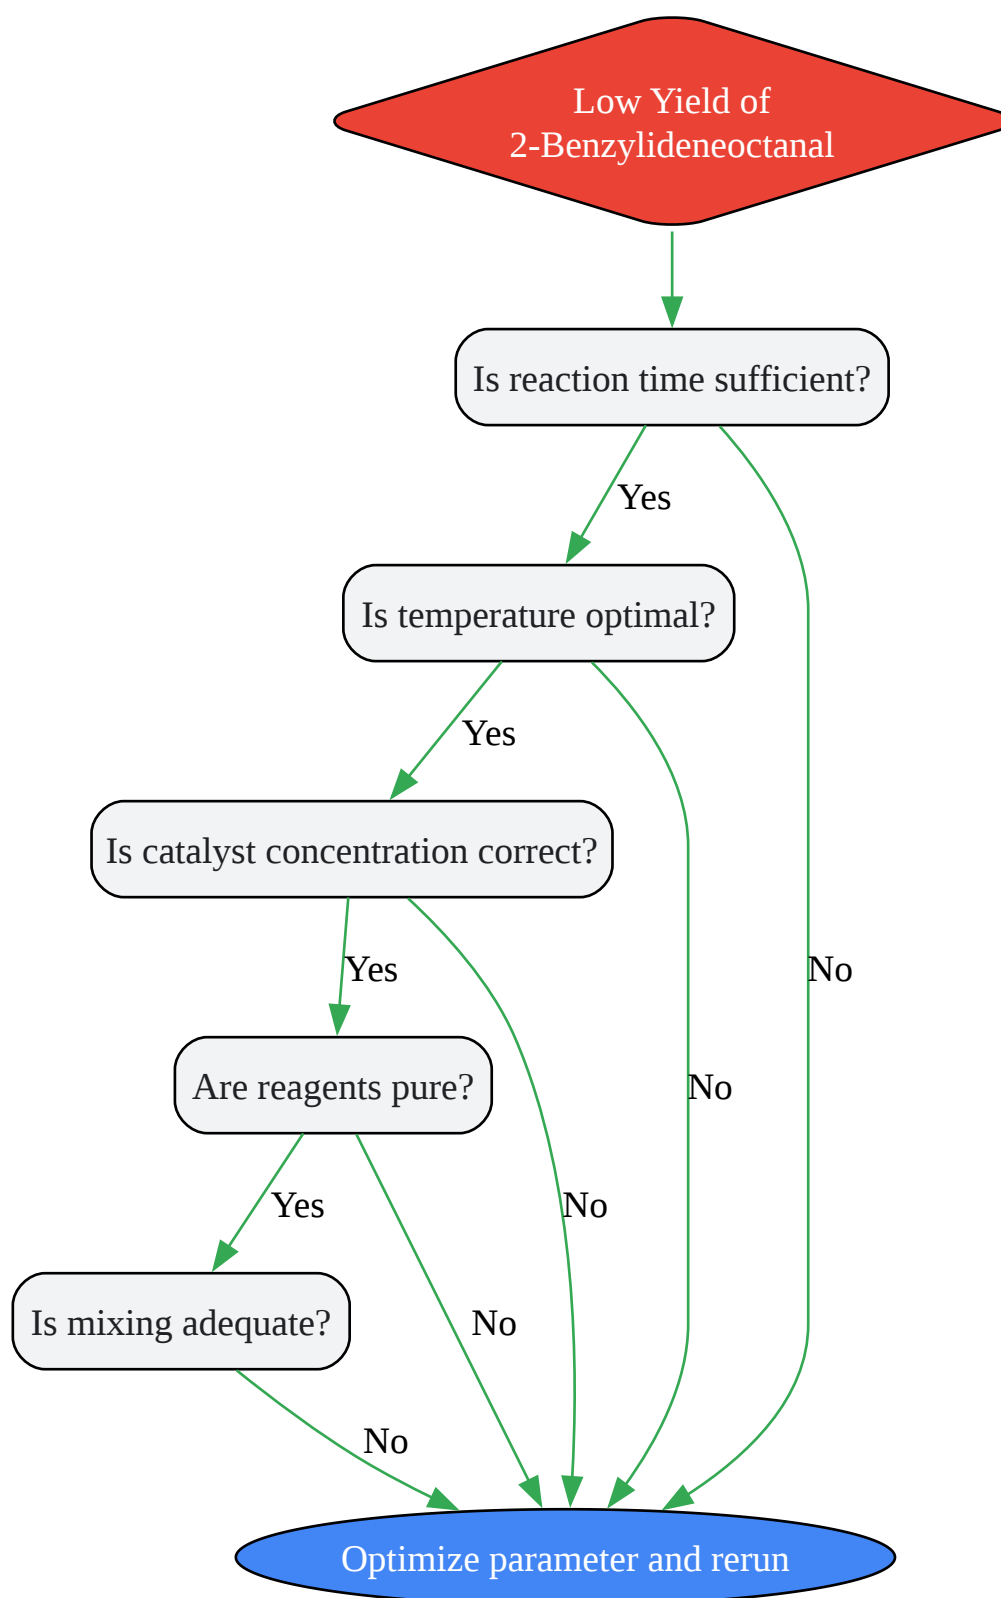 Low Yield of
2-Benzylideneoctanal
Is reaction time sufficient?
Yes
Is temperature optimal?
Yes
Is catalyst concentration correct?
Yes
No
Are reagents pure?
No
Yes
No
Is mixing adequate?
No
No
Optimize parameter and rerun